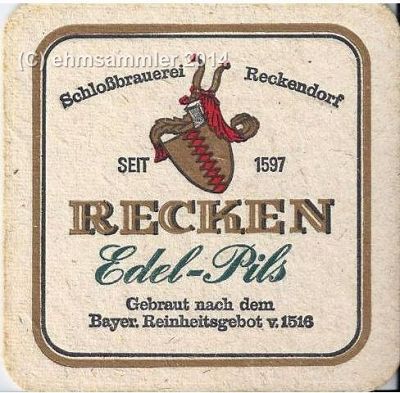 (c) ehmsammler 2014
Schloßbrauerei Reckendorf
SEIT 1597
RECKEN
Edel-Pils
Gebraut nach dem
Bayer. Reinheitsgebot v. 1516